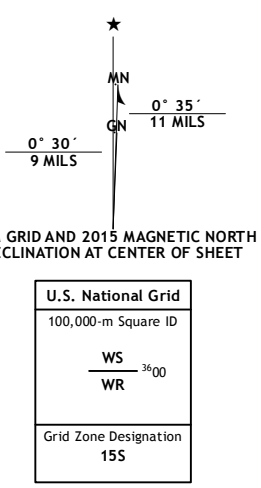 ★
MN
0° 35´
11 MILS
GN
0° 30´
9 MILS
GRID AND 2015 MAGNETIC NORTH
AT CENTER OF SHEET
U.S. National Grid
100,000-m Square ID
WS
3600
WR
Grid Zone Designation
15S